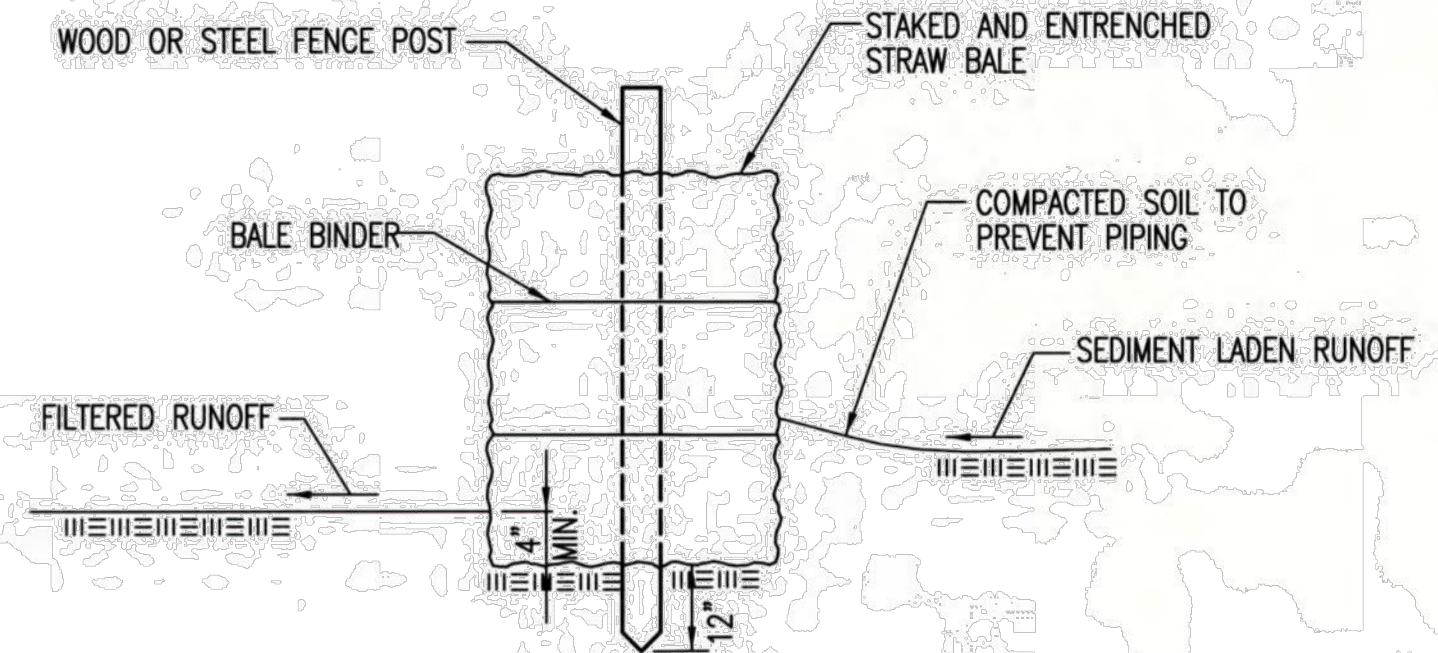 WOOD OR STEEL FENCE POST
STAKED AND ENTRENCHED
STRAW BALE
BALE BINDER
COMPACTED SOIL TO
PREVENT PIPING
SEDIMENT LADEN RUNOFF
FILTERED RUNOFF
4"
MIN.
12"